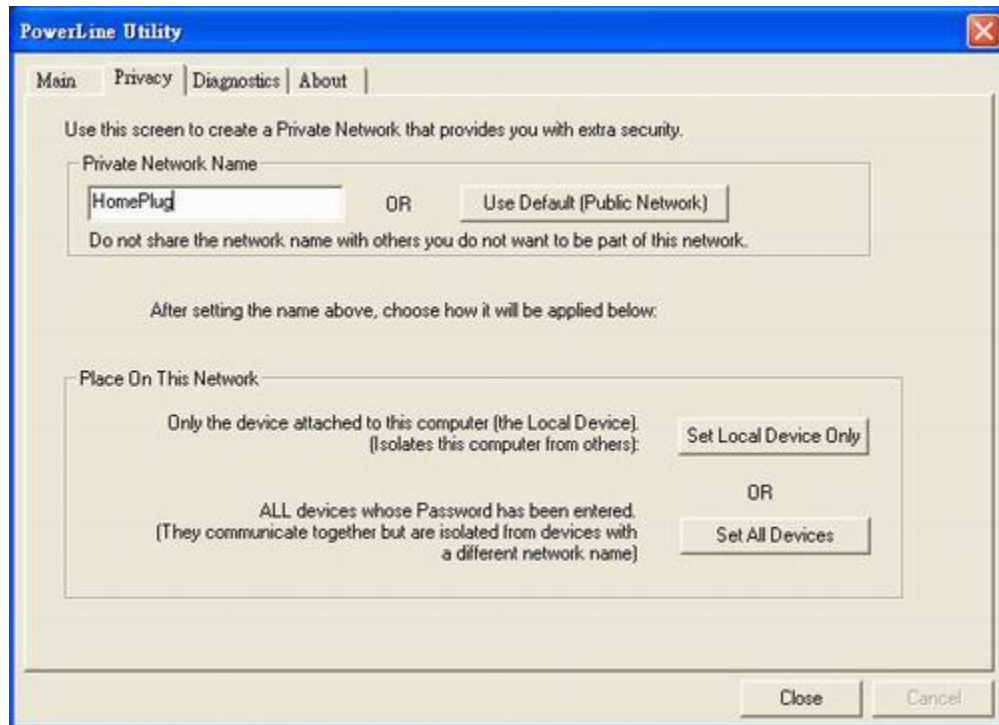 PowerLine Utility
Main Privacy Diagnostics About
Use this screen to create a Private Network that provides you with extra security.
Private Network Name
HomePlug OR Use Default (Public Network)
Do not share the network name with others you do not want to be part of this network.
After setting the name above, choose how it will be applied below:
Place On This Network
Only the device attached to this computer (the Local Device).
(Isolates this computer from others):
Set Local Device Only
OR
ALL devices whose Password has been entered.
(They communicate together but are isolated from devices with
a different network name)
Set All Devices
Close Cancel